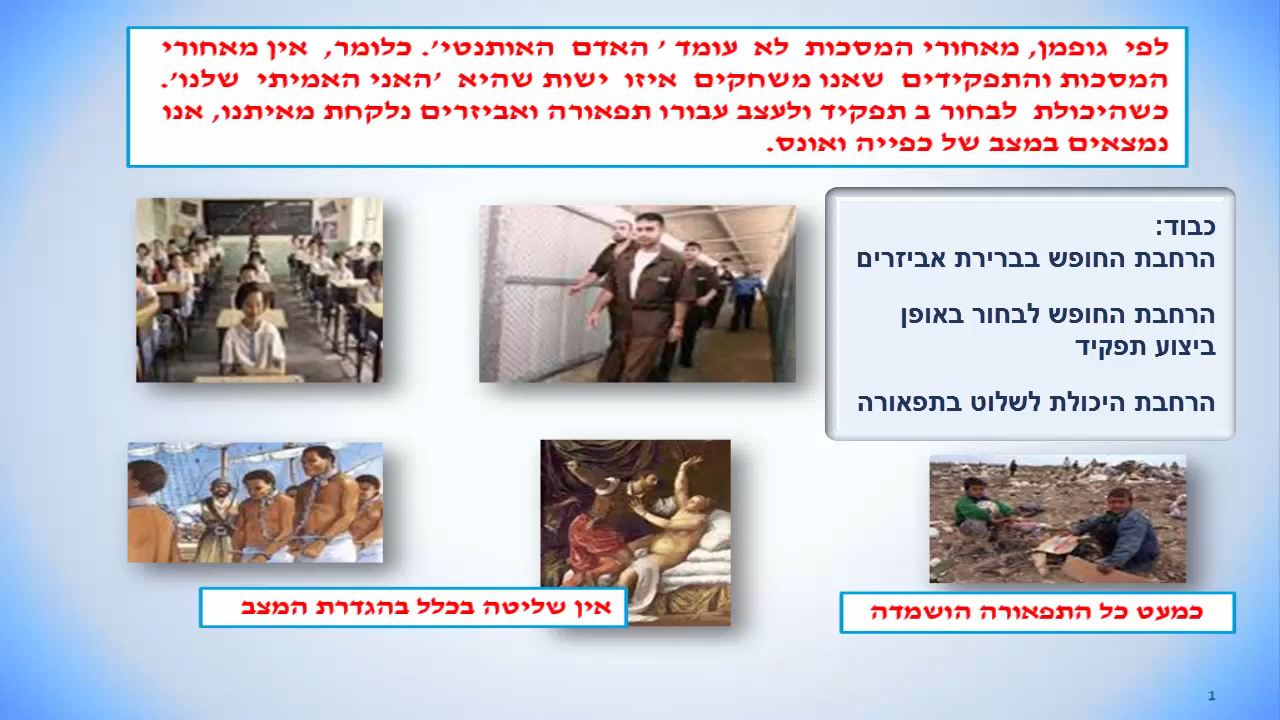 לפי גופמן, מאחורי המסכות לא עומד ' האדם האותנטי'. כלומר, אין מאחורי
המסכות והתפקידים שאנו משחקים איזו ישות שהיא 'האני האמיתי שלנו'.
כשהיכולת לבחור ב תפקיד ולעצב עבורו תפאורה ואביזרים נלקחת מאיתנו, אנו
נמצאים במצב של כפייה ואונס.
כבוד:
הרחבת החופש בברירת אביזרים
הרחבת החופש לבחור באופן
ביצוע תפקיד
הרחבת היכולת לשלוט בתפאורה
כמעט כל התפאורה הושמדה
אין שליטה בכלל בהגדרת המצב
1